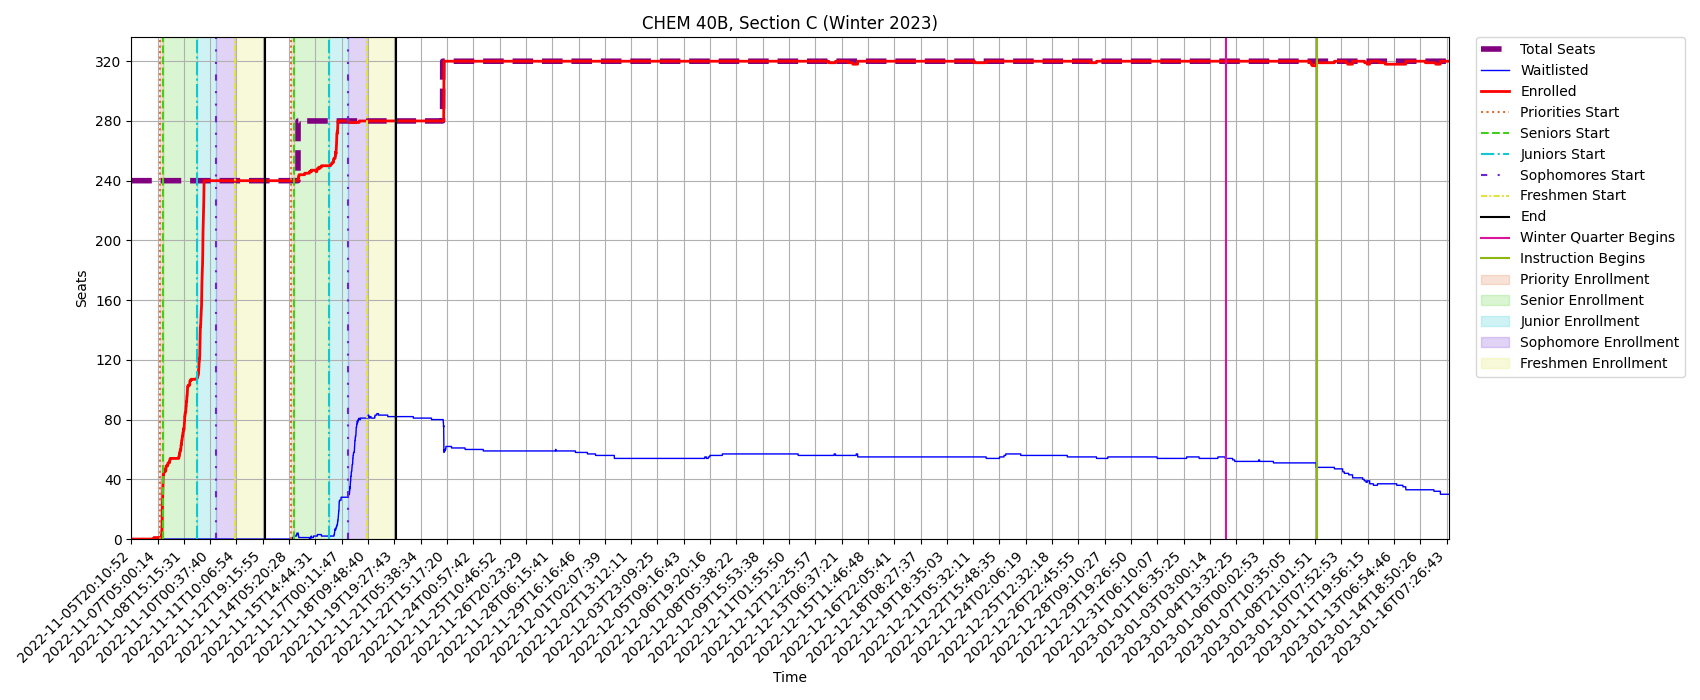 CHEM 40B, Section C (Winter 2023)
Seats
320
280
240
200
160
120
80
40
0
2022-11-05T20:10:52
2022-11-07T05:00:14
2022-11-08T15:15:31
2022-11-10T00:37:40
2022-11-11T10:06:54
2022-11-12T19:15:55
2022-11-14T05:20:28
2022-11-15T14:44:31
2022-11-17T00:11:47
2022-11-18T09:48:40
2022-11-19T19:27:43
2022-11-21T05:38:34
2022-11-22T15:17:20
2022-11-24T00:57:42
2022-11-25T10:46:52
2022-11-26T20:23:29
2022-11-28T06:15:41
2022-11-29T16:16:46
2022-12-01T02:07:39
2022-12-02T13:12:11
2022-12-03T23:09:25
2022-12-05T09:16:43
2022-12-06T19:20:16
2022-12-08T05:38:22
2022-12-09T15:53:38
2022-12-11T01:55:50
2022-12-12T12:25:57
2022-12-13T06:37:21
2022-12-15T11:46:48
2022-12-16T22:05:41
2022-12-18T08:27:37
2022-12-19T18:35:03
2022-12-21T05:32:11
2022-12-22T15:48:35
2022-12-24T02:06:19
2022-12-25T12:32:18
2022-12-26T22:45:55
2022-12-28T09:10:27
2022-12-29T19:26:50
2022-12-31T06:10:07
2023-01-01T16:35:25
2023-01-03T03:00:14
2023-01-04T13:32:25
2023-01-06T00:02:53
2023-01-07T10:35:05
2023-01-08T21:01:51
2023-01-10T07:52:53
2023-01-11T19:56:15
2023-01-13T06:54:46
2023-01-14T18:50:26
2023-01-16T07:26:43
Time
Total Seats
Waitlisted
Enrolled
Priorities Start
Seniors Start
Juniors Start
Sophomores Start
Freshmen Start
End
Winter Quarter Begins
Instruction Begins
Priority Enrollment
Senior Enrollment
Junior Enrollment
Sophomore Enrollment
Freshmen Enrollment